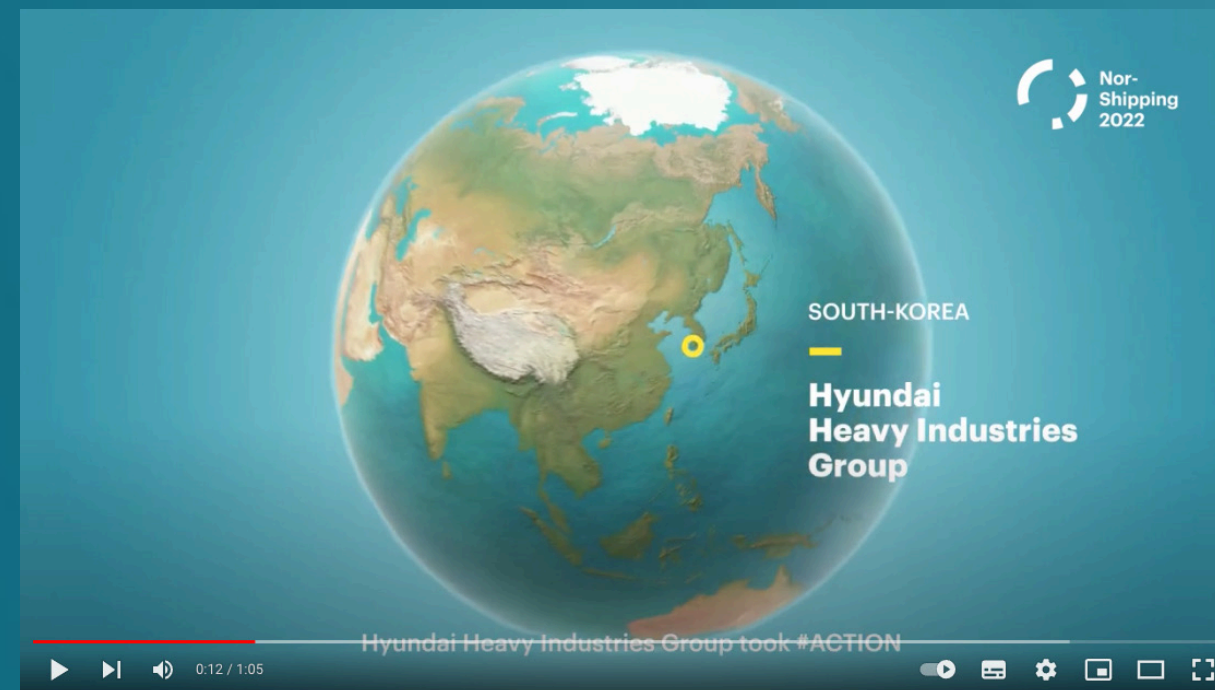 Nor-
Shipping
2022
SOUTH-KOREA
Hyundai
Heavy Industries
Group
Hyundai Heavy Industries Group took #ACTION
0:12 / 1:05